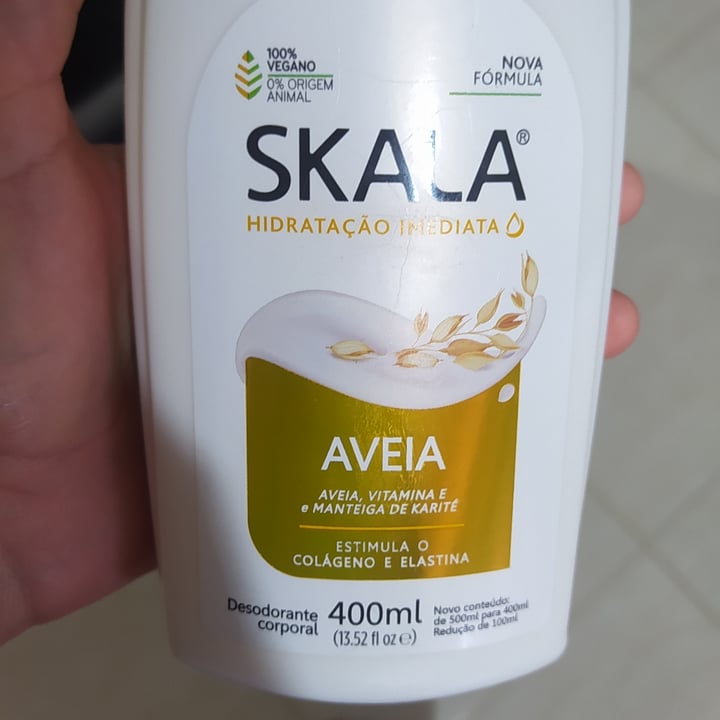 100%
VEGANO
0% ORIGEM
ANIMAL
NOVA
FÓRMULA
SKALA®
HIDRATAÇÃO IMEDIATA
AVEIA
AVEIA, VITAMINA E
e MANTEIGA DE KARITÊ
ESTIMULA O
COLÁGENO E ELASTINA
Desodorante
corporal
400ml
(13.52 fl oz ℮)
Novo conteúdo:
de 500ml para 400ml
Redução de 100ml